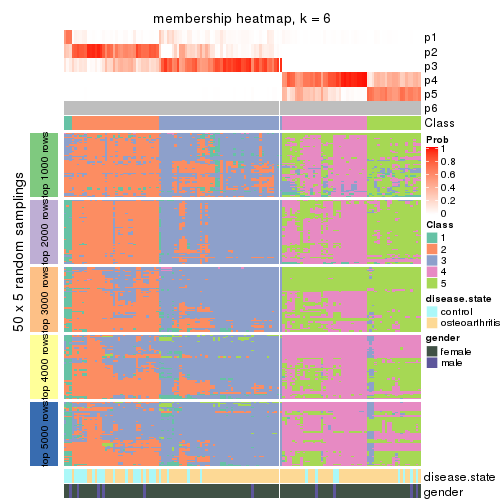 membership heatmap, k = 6
p1
p2
p3
p4
p5
p6
Class
50 x 5 random samplings
top 1000 rows
top 2000 rows
top 3000 rows
top 4000 rows
top 5000 rows
Prob
1
0.8
0.6
0.4
0.2
0
Class
1
2
3
4
5
disease.state
control
osteoarthritis
gender
female
male
disease.state
gender